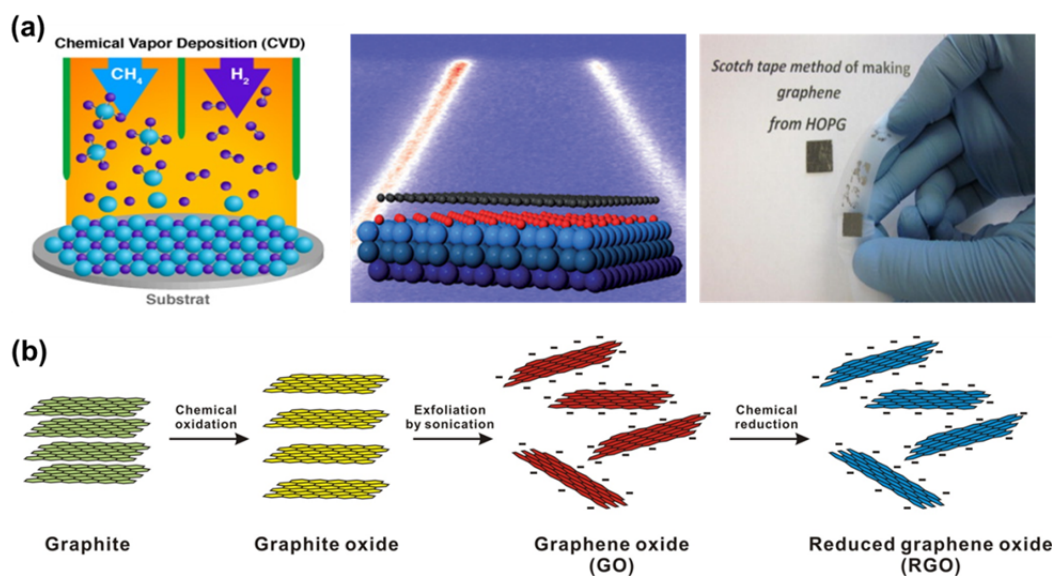 (a)
Chemical Vapor Deposition (CVD)
CH4
H2
Substrat
Scotch tape method of making
graphene
from HOPG
(b)
Chemical
oxidation
Exfoliation
by sonication
Chemical
reduction
Graphite
Graphite oxide
Graphene oxide
(GO)
Reduced graphene oxide
(RGO)